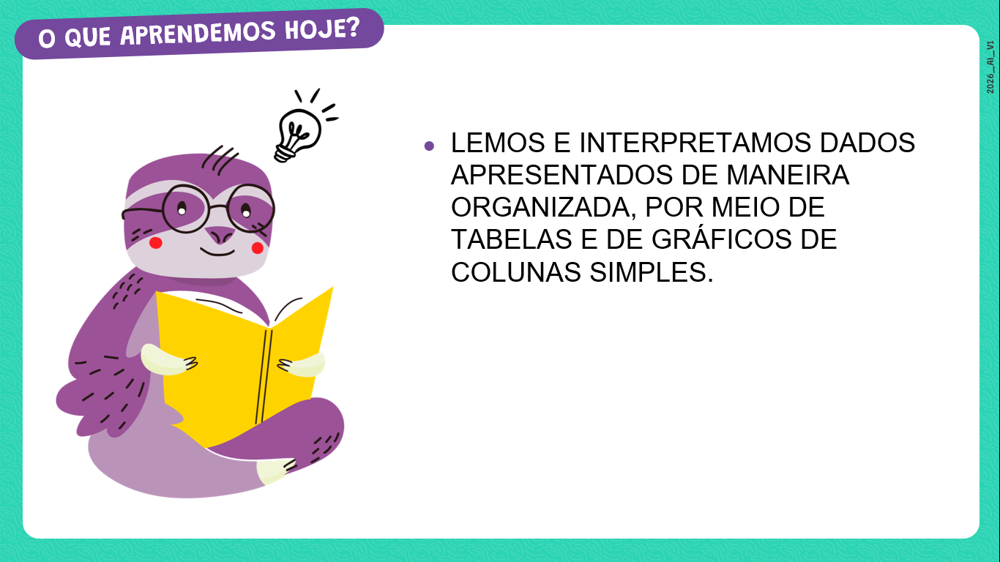 O QUE APRENDEMOS HOJE?
2026_AI_V1
• LEMOS E INTERPRETAMOS DADOS
APRESENTADOS DE MANEIRA
ORGANIZADA, POR MEIO DE
TABELAS E DE GRÁFICOS DE
COLUNAS SIMPLES.